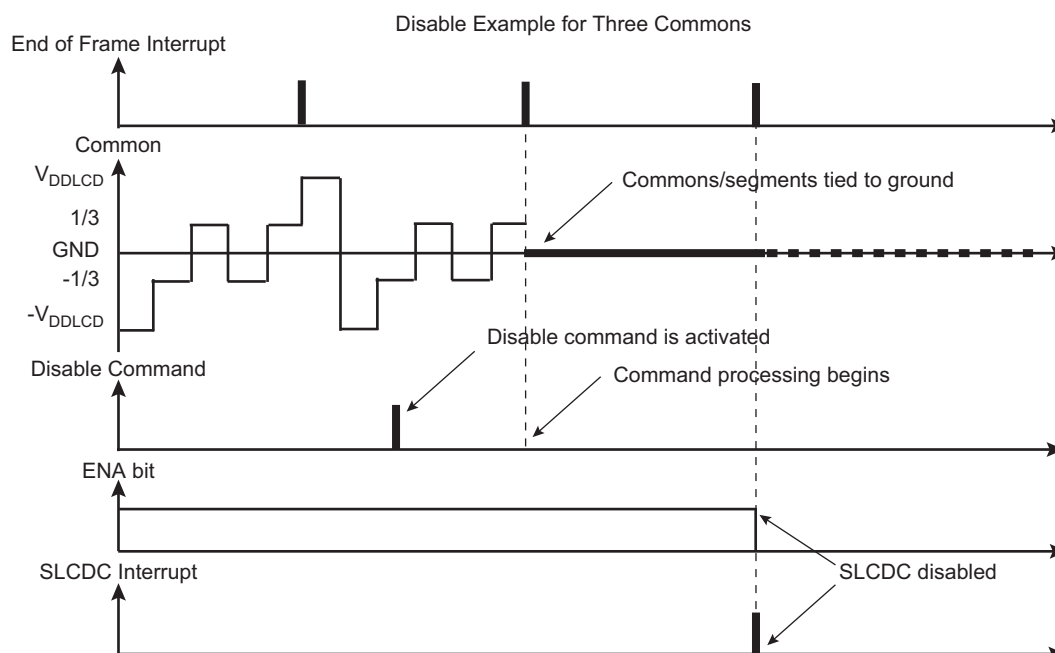 Disable Example for Three Commons
End of Frame Interrupt
Common
VDDLCD
1/3
GND
-1/3
-VDDLCD
Commons/segments tied to ground
Disable command is activated
Disable Command
Command processing begins
ENA bit
SLCDC Interrupt
SLCDC disabled